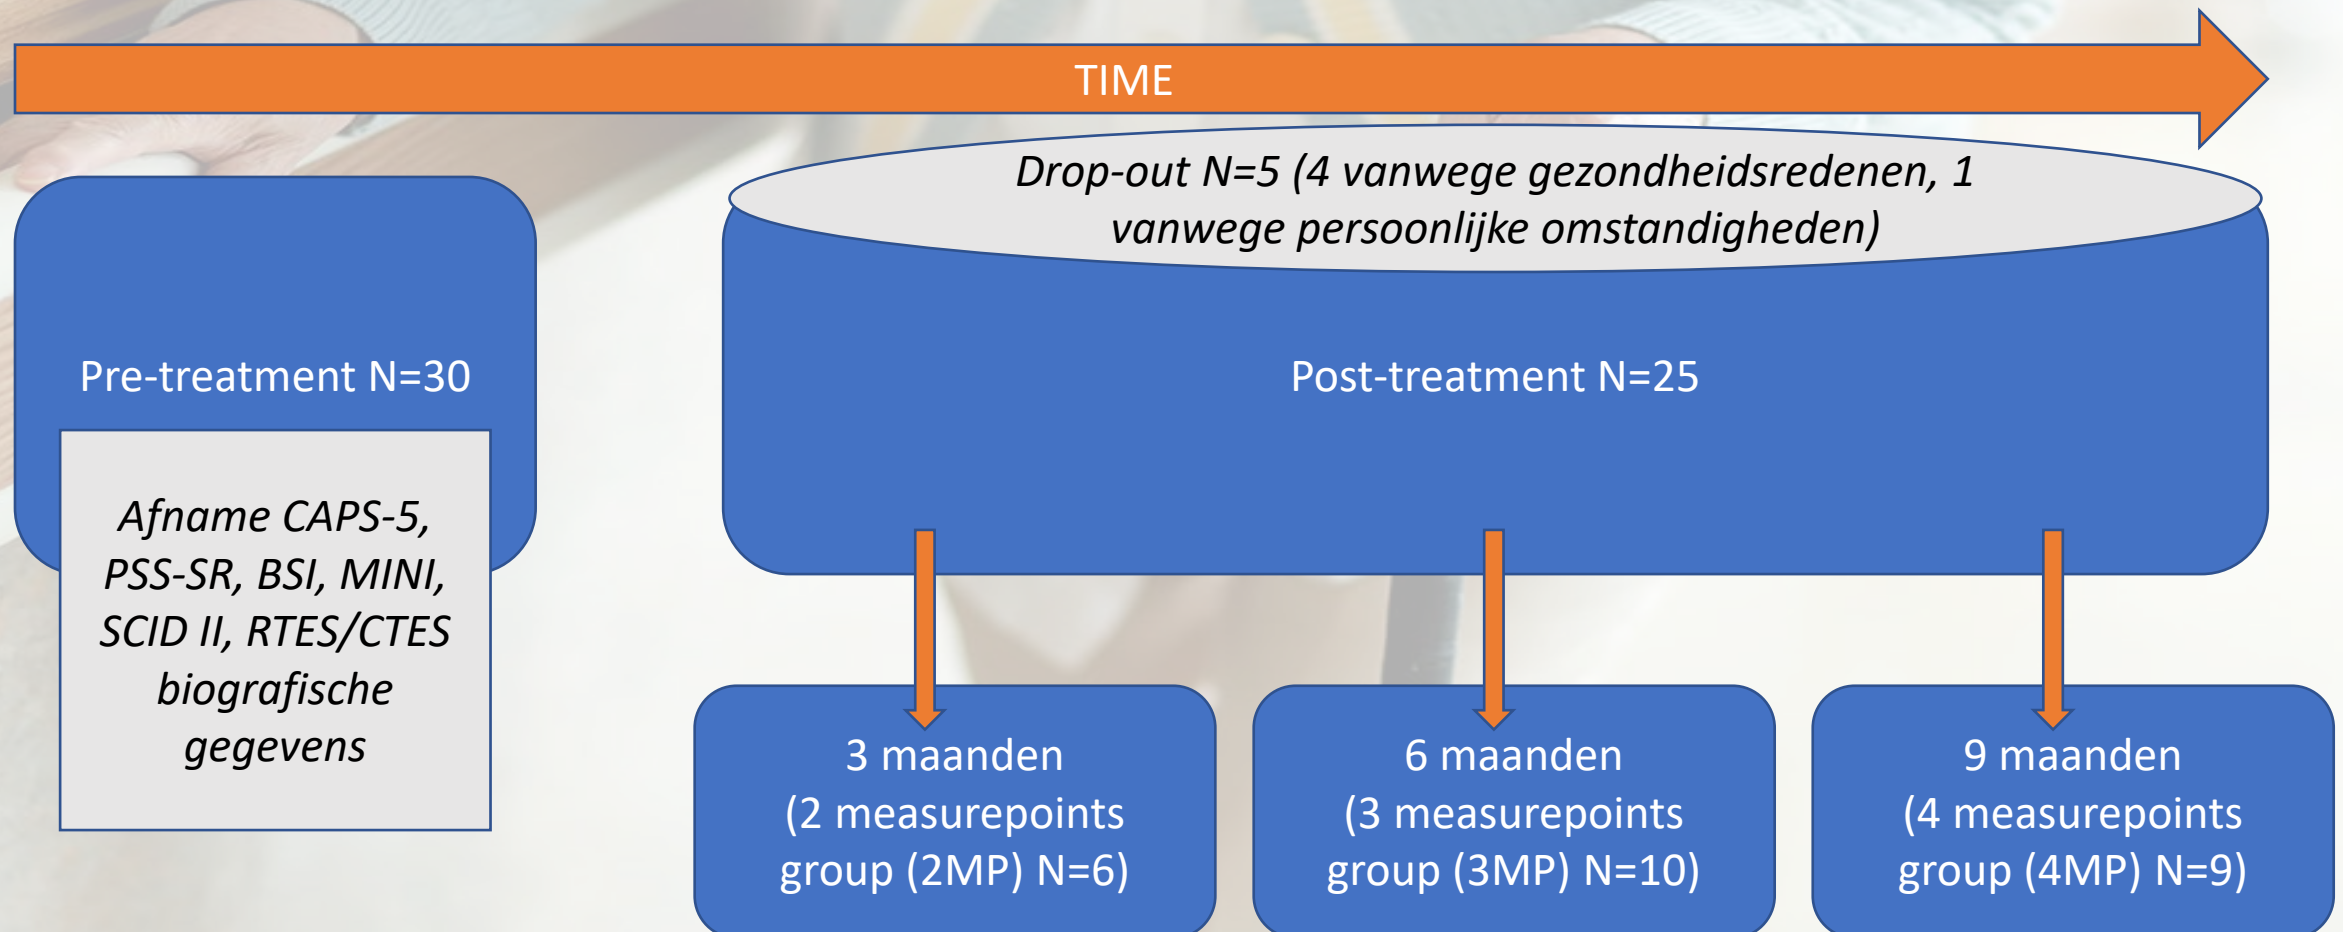 TIME
Drop-out N=5 (4 vanwege gezondheidsredenen, 1
vanwege persoonlijke omstandigheden)
Pre-treatment N=30
Post-treatment N=25
Afname CAPS-5,
PSS-SR, BSI, MINI,
SCID II, RTES/CTES
biografische
gegevens
3 maanden
(2 measurepoints
group (2MP) N=6)
6 maanden
(3 measurepoints
group (3MP) N=10)
9 maanden
(4 measurepoints
group (4MP) N=9)